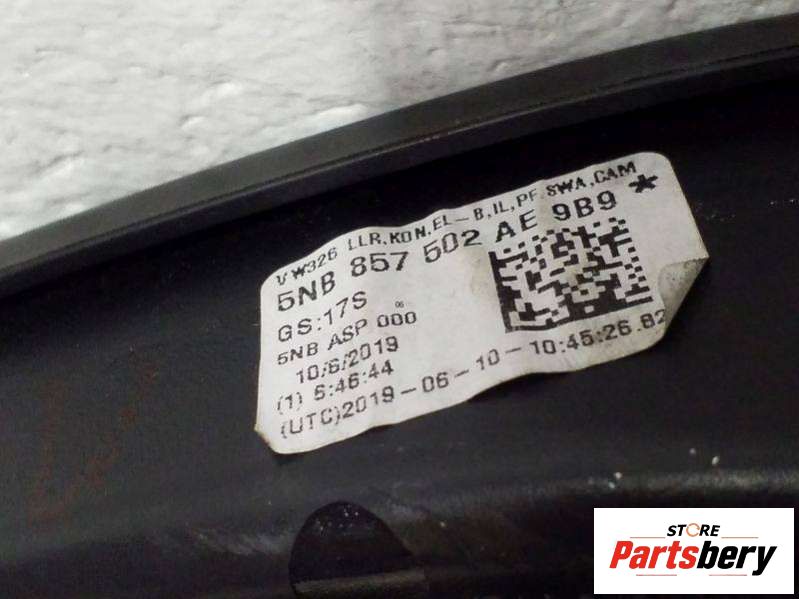 VW326 LLR,KON,EL-B,IL,PF,SWA,CAM
5NB 857 502 AE 9B9 *
GS:17S
06
5NB ASP 000
10/6/2019
(1) 5:46:44
(UTC)2019-06-10-10:45:26.82
STORE
Partsbery